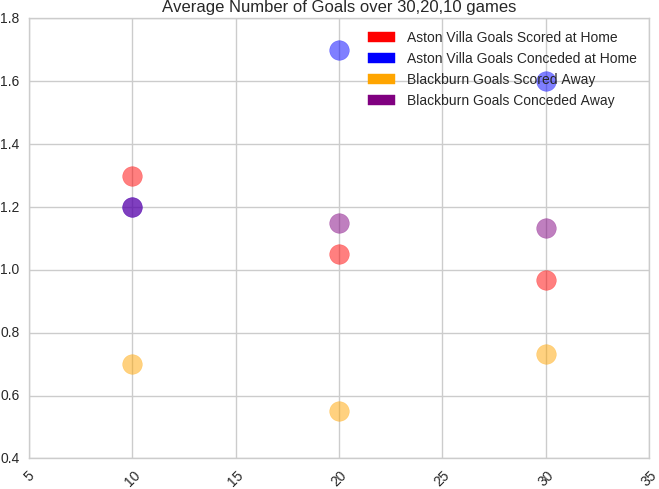 Average Number of Goals over 30,20,10 games
1.8
1.6
1.4
1.2
1.0
0.8
0.6
0.4
Aston Villa Goals Scored at Home
Aston Villa Goals Conceded at Home
Blackburn Goals Scored Away
Blackburn Goals Conceded Away
5 10 15 20 25 30 35